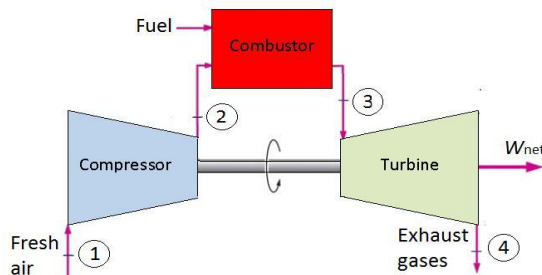 Fuel
Combustor
2
3
Compressor
Turbine
Wnet
Fresh
air
1
Exhaust
gases
4